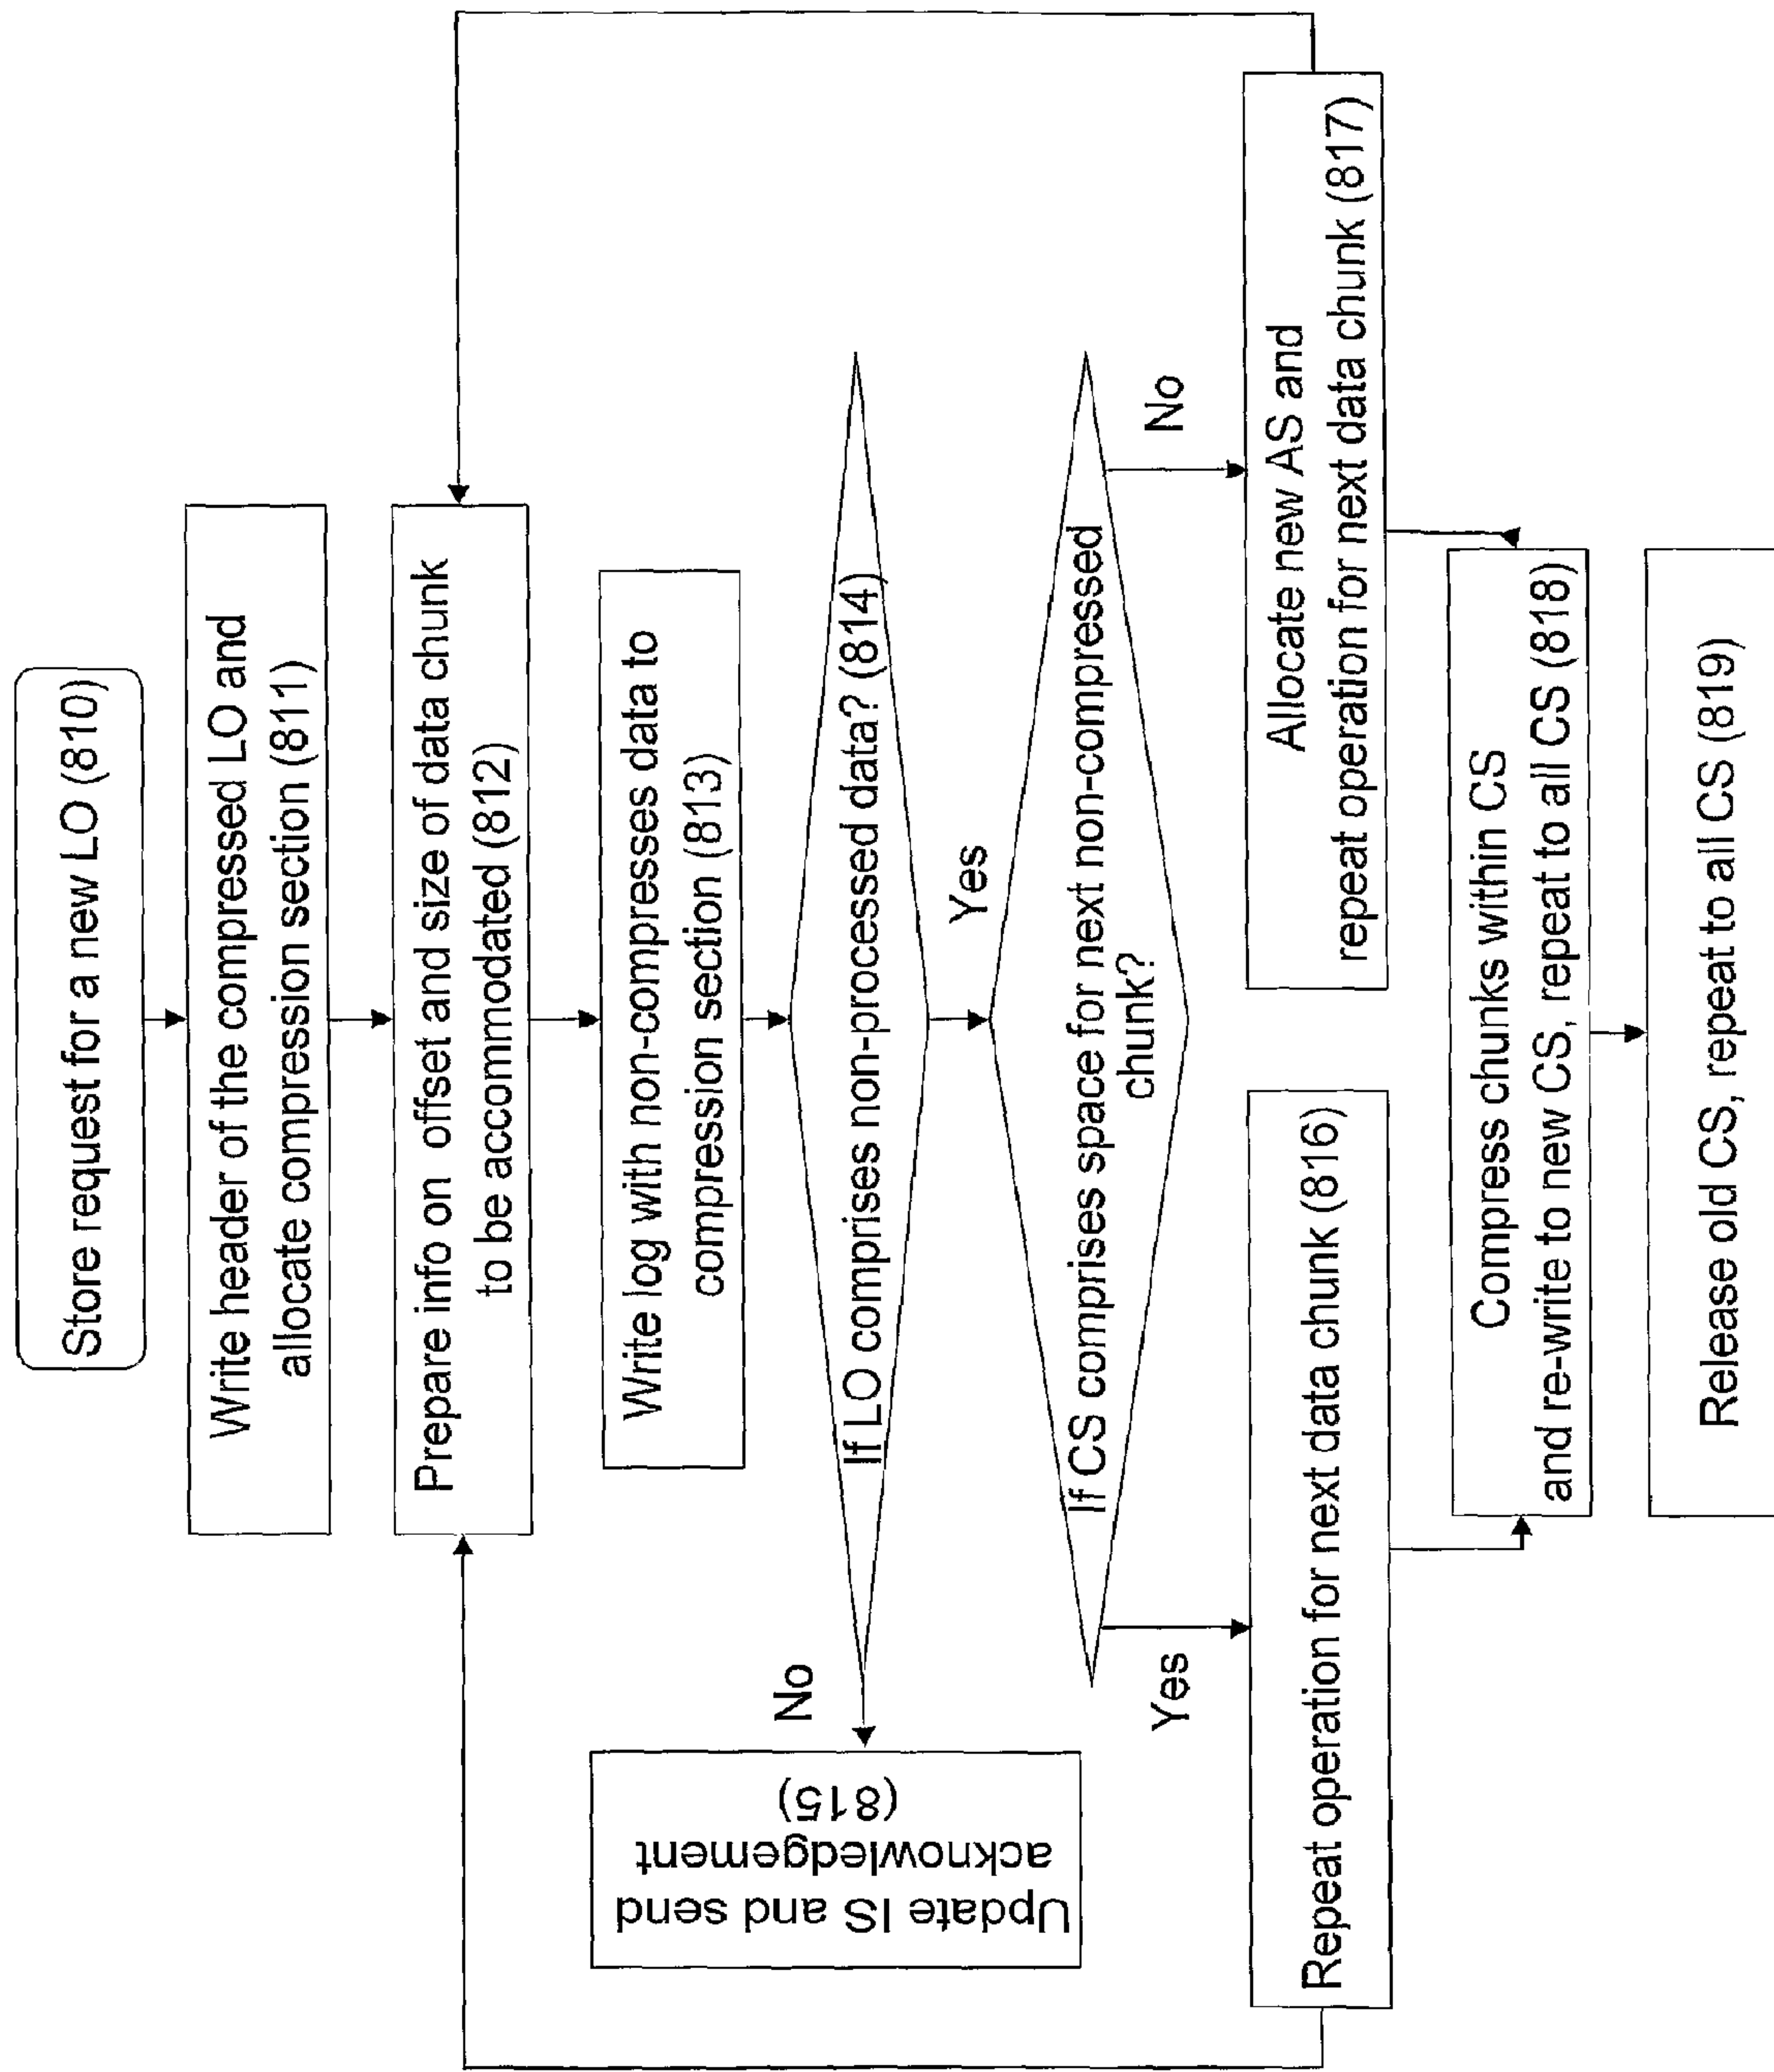 Store request for a new LO (810)
Write header of the compressed LO and
allocate compression section (811)
Prepare info on offset and size of data chunk
to be accommodated (812)
Write log with non-compresses data to
compression section (813)
If LO comprises non-processed data? (814)
No
Yes
Update IS and send
acknowledgement
(815)
If CS comprises space for next non-compressed
chunk?
Yes
No
Repeat operation for next data chunk (816)
Allocate new AS and
repeat operation for next data chunk (817)
Compress chunks within CS
and re-write to new CS, repeat to all CS (818)
Release old CS, repeat to all CS (819)